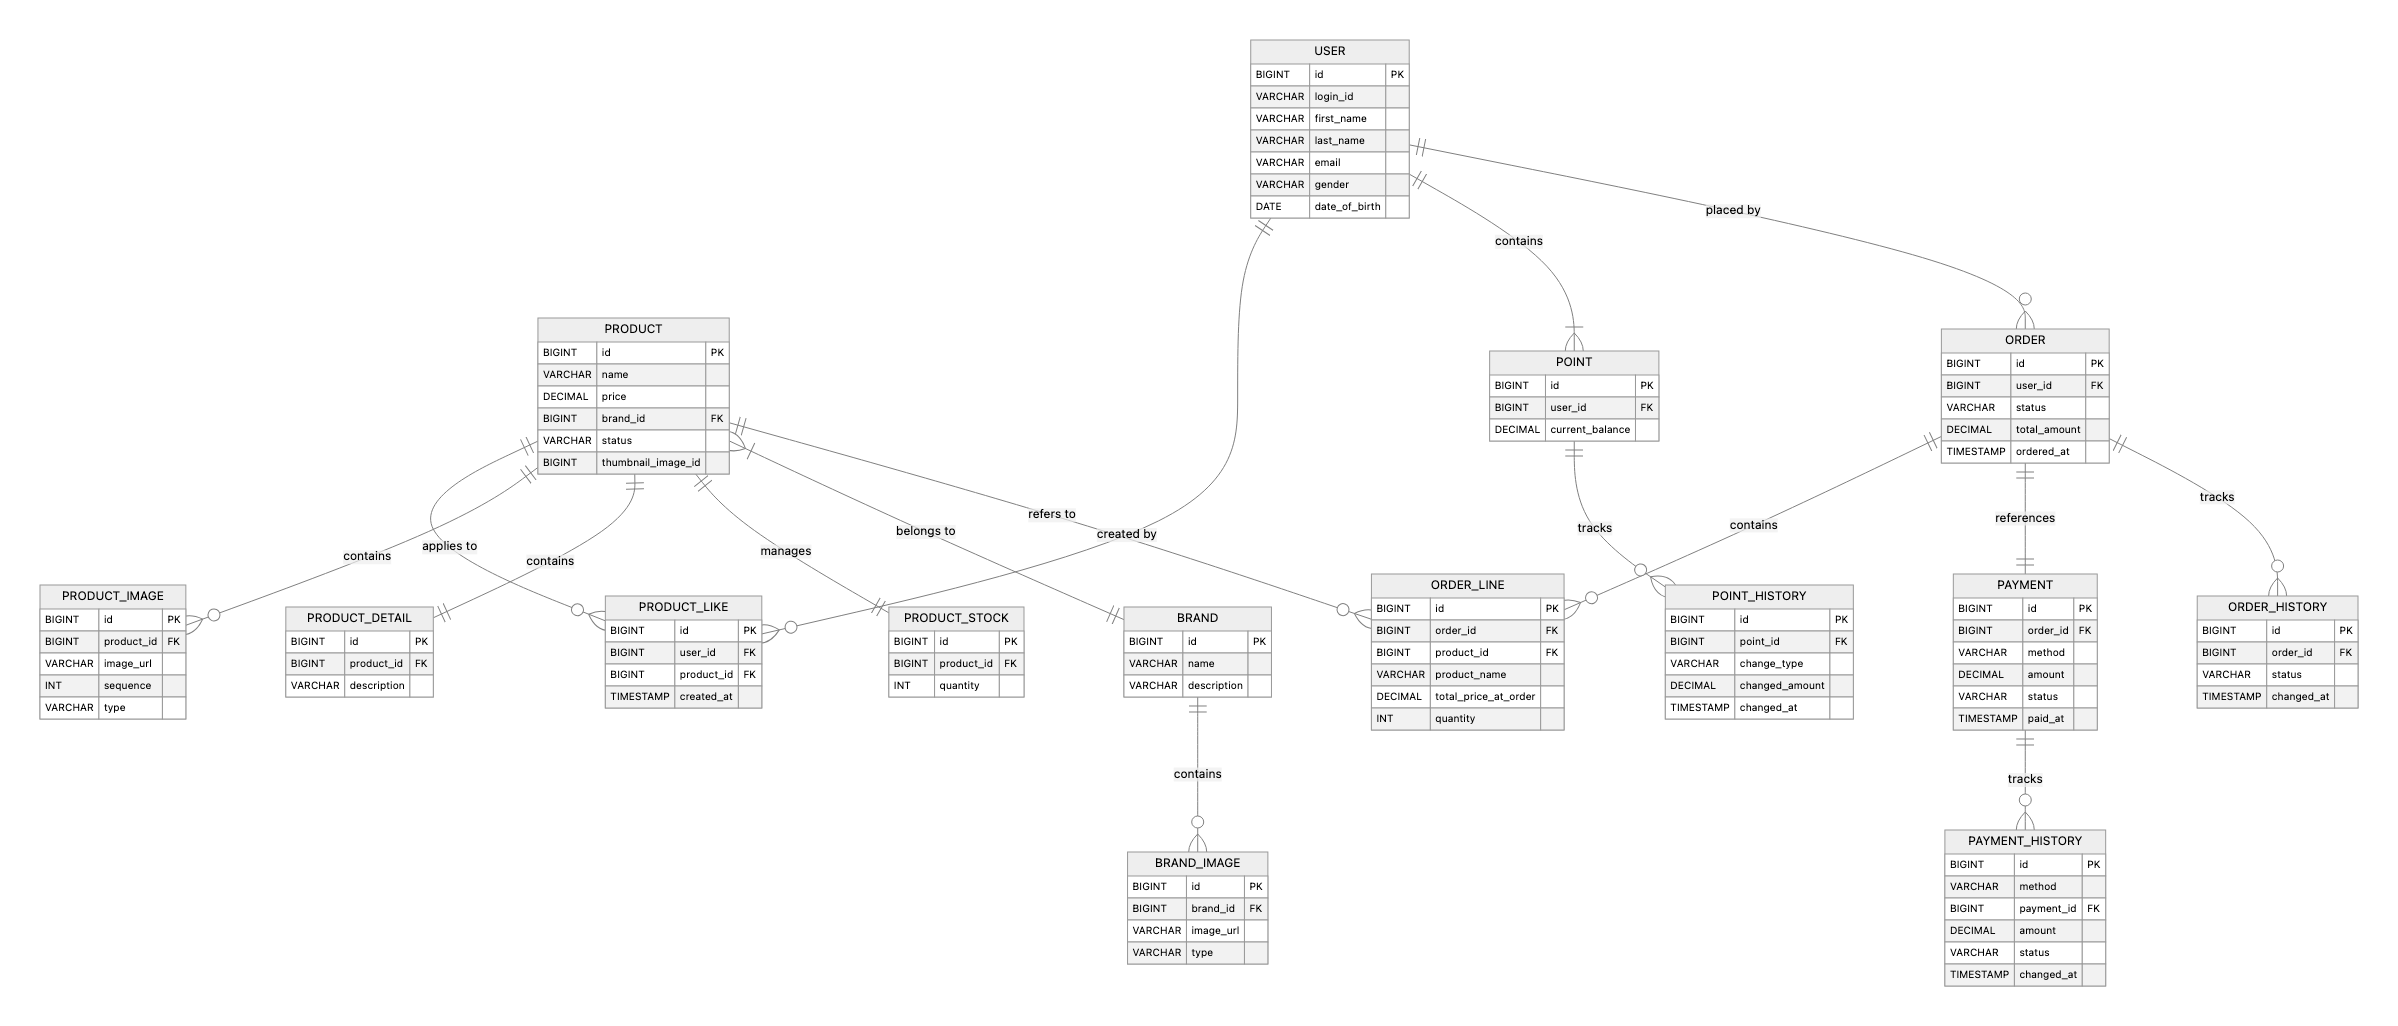 USER
BIGINT id PK
VARCHAR login_id
VARCHAR first_name
VARCHAR last_name
VARCHAR email
VARCHAR gender
DATE date_of_birth
placed by
contains
PRODUCT
BIGINT id PK
VARCHAR name
DECIMAL price
BIGINT brand_id FK
VARCHAR status
BIGINT thumbnail_image_id
POINT
BIGINT id PK
BIGINT user_id FK
DECIMAL current_balance
ORDER
BIGINT id PK
BIGINT user_id FK
VARCHAR status
DECIMAL total_amount
TIMESTAMP ordered_at
contains
applies to
contains
manages
belongs to
refers to
created by
tracks
contains
references
tracks
PRODUCT_IMAGE
BIGINT id PK
BIGINT product_id FK
VARCHAR image_url
INT sequence
VARCHAR type
PRODUCT_DETAIL
BIGINT id PK
BIGINT product_id FK
VARCHAR description
PRODUCT_LIKE
BIGINT id PK
BIGINT user_id FK
BIGINT product_id FK
TIMESTAMP created_at
PRODUCT_STOCK
BIGINT id PK
BIGINT product_id FK
INT quantity
BRAND
BIGINT id PK
VARCHAR name
VARCHAR description
ORDER_LINE
BIGINT id PK
BIGINT order_id FK
BIGINT product_id FK
VARCHAR product_name
DECIMAL total_price_at_order
INT quantity
POINT_HISTORY
BIGINT id PK
BIGINT point_id FK
VARCHAR change_type
DECIMAL changed_amount
TIMESTAMP changed_at
PAYMENT
BIGINT id PK
BIGINT order_id FK
VARCHAR method
DECIMAL amount
VARCHAR status
TIMESTAMP paid_at
ORDER_HISTORY
BIGINT id PK
BIGINT order_id FK
VARCHAR status
TIMESTAMP changed_at
contains
tracks
BRAND_IMAGE
BIGINT id PK
BIGINT brand_id FK
VARCHAR image_url
VARCHAR type
PAYMENT_HISTORY
BIGINT id PK
VARCHAR method
BIGINT payment_id FK
DECIMAL amount
VARCHAR status
TIMESTAMP changed_at